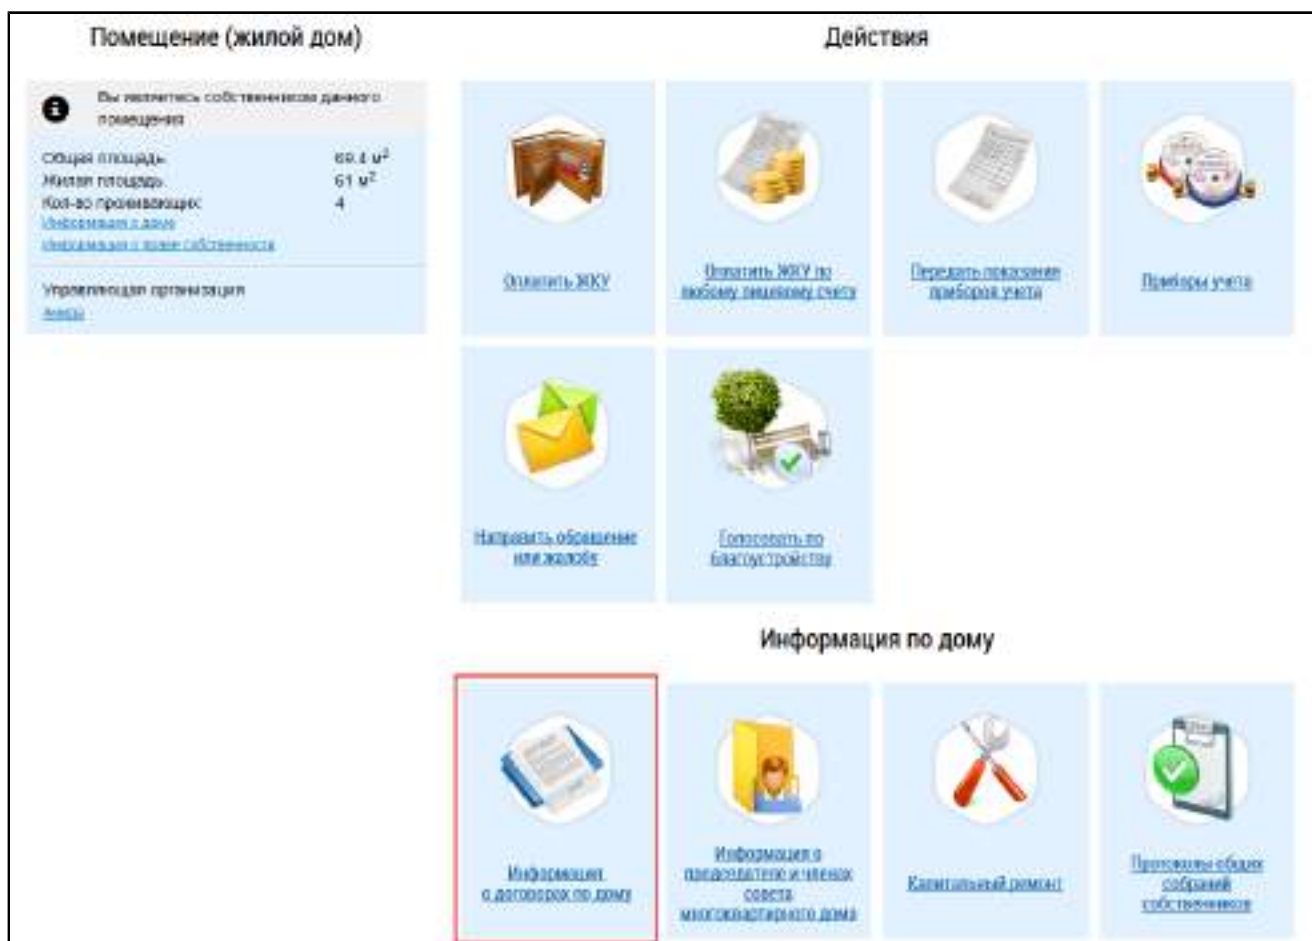 Помещение (жилой дом)
Вы являетесь собственником данного
помещения
Общая площадь: 69.4 м²
Жилая площадь: 61 м²
Кол-во проживающих: 4
Информация о доме
Информация о праве собственности
Управляющая организация
Действия
Оплатить ЖКУ
Оплатить ЖКУ по
любому лицевому счету
Передать показания
приборов учета
Приборы учета
Направить обращение
или жалобу
Голосовать по
благоустройству
Информация по дому
Информация
о договорах по дому
Информация о
председателе и членах
совета
многоквартирного дома
Капитальный ремонт
Протоколы общих
собраний
собственников